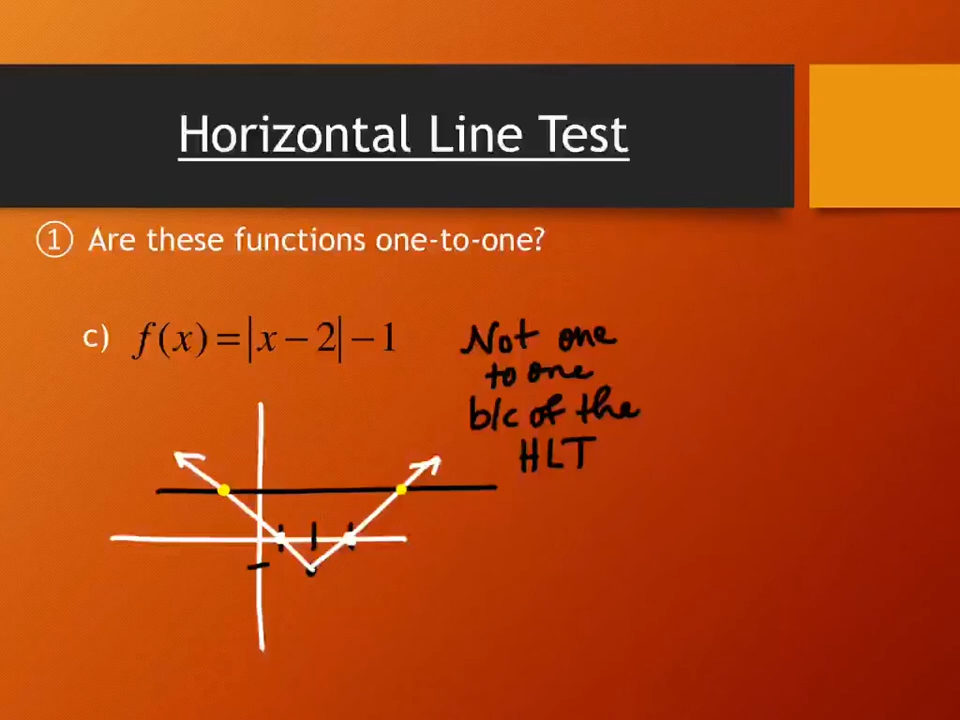 Horizontal Line Test
① Are these functions one-to-one?
c) f(x) = |x − 2| − 1
Not one
to one
b/c of the
HLT